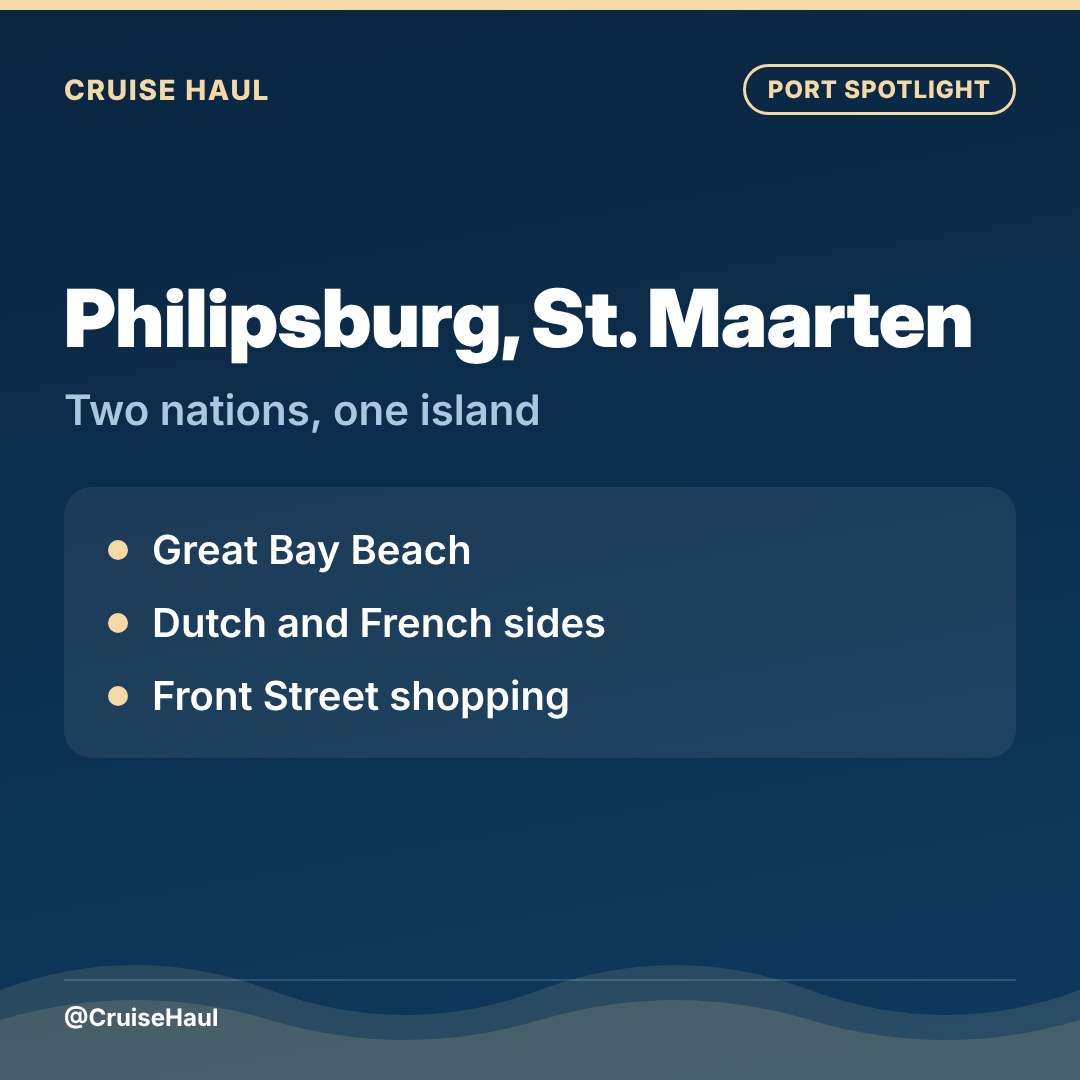 CRUISE HAUL
PORT SPOTLIGHT
Philipsburg, St. Maarten
Two nations, one island
Great Bay Beach
Dutch and French sides
Front Street shopping
@CruiseHaul